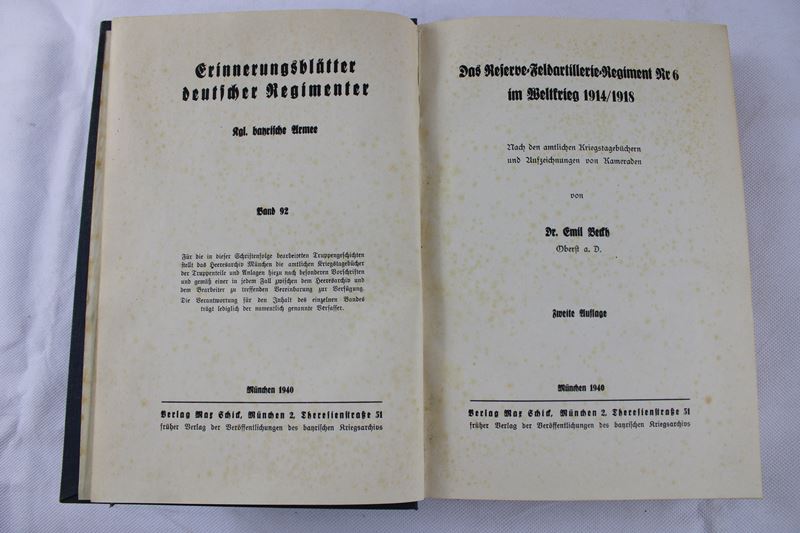 Erinnerungsblätter
deutscher Regimenter
Kgl. bayrische Armee
Band 92
Für die in dieser Schriftenfolge bearbeiteten Truppengeschichten
stellt das Heeresarchiv München die amtlichen Kriegstagebücher
der Truppenteile und Anlagen hiezu nach besonderen Vorschriften
und gemäß einer in jedem Fall zwischen dem Heeresarchiv und
dem Bearbeiter zu treffenden Vereinbarung zur Verfügung.
Die Verantwortung für den Inhalt des einzelnen Bandes
trägt lediglich der namentlich genannte Verfasser.
München 1940
Verlag Max Schick, München 2, Theresienstraße 51
früher Verlag der Veröffentlichungen des bayrischen Kriegsarchivs
Das Reserve-Feldartillerie-Regiment Nr 6
im Weltkrieg 1914/1918
Nach den amtlichen Kriegstagebüchern
und Aufzeichnungen von Kameraden
von
Dr. Emil Beckh
Oberst a. D.
Zweite Auflage
München 1940
Verlag Max Schick, München 2, Theresienstraße 51
früher Verlag der Veröffentlichungen des bayrischen Kriegsarchivs